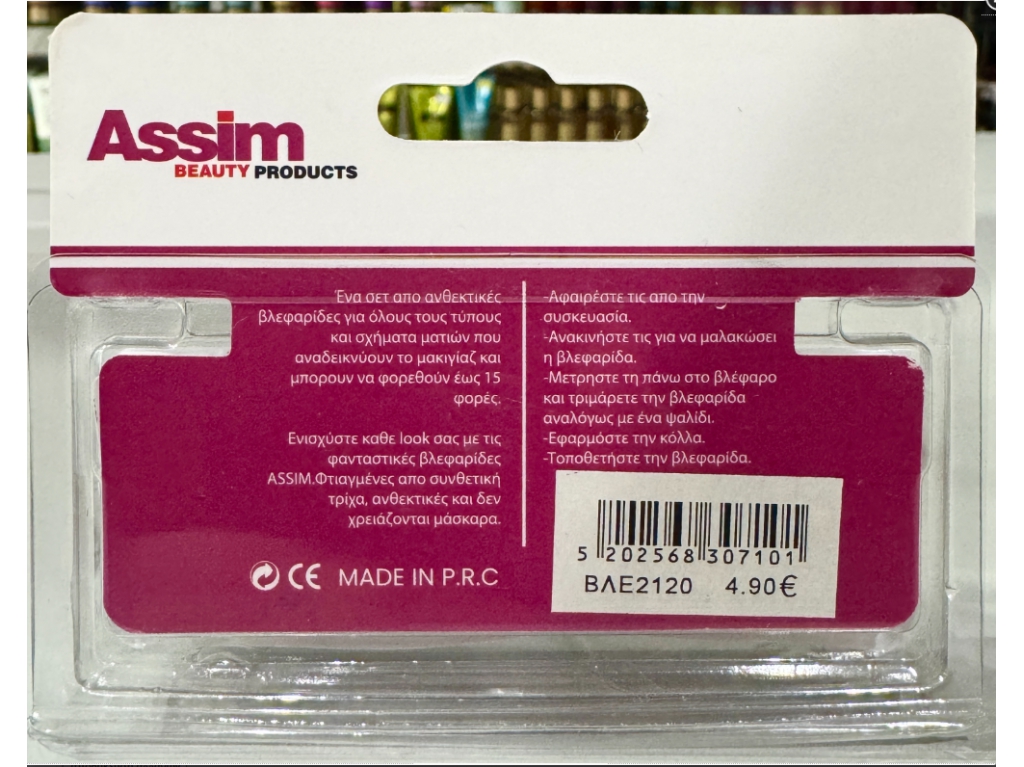 Assim
BEAUTY PRODUCTS
Ένα σετ απο ανθεκτικές
βλεφαρίδες για όλους τους τύπους
και σχήματα ματιών που
αναδεικνύουν το μακιγίαζ και
μπορουν να φορεθούν έως 15
φορές.
Ενισχύστε καθε look σας με τις
φανταστικές βλεφαρίδες
ASSIM.Φτιαγμένες απο συνθετική
τρίχα, ανθεκτικές και δεν
χρειάζονται μάσκαρα.
CE MADE IN P.R.C
-Αφαιρέστε τις απο την
συσκευασία.
-Ανακινήστε τις για να μαλακώσει
η βλεφαρίδα.
-Μετρηστε τη πάνω στο βλέφαρο
και τριμάρετε την βλεφαρίδα
αναλόγως με ένα ψαλίδι.
-Εφαρμόστε την κόλλα.
-Τοποθετήστε την βλεφαρίδα.
5 202568 307101
ΒΛΕ2120 4.90€